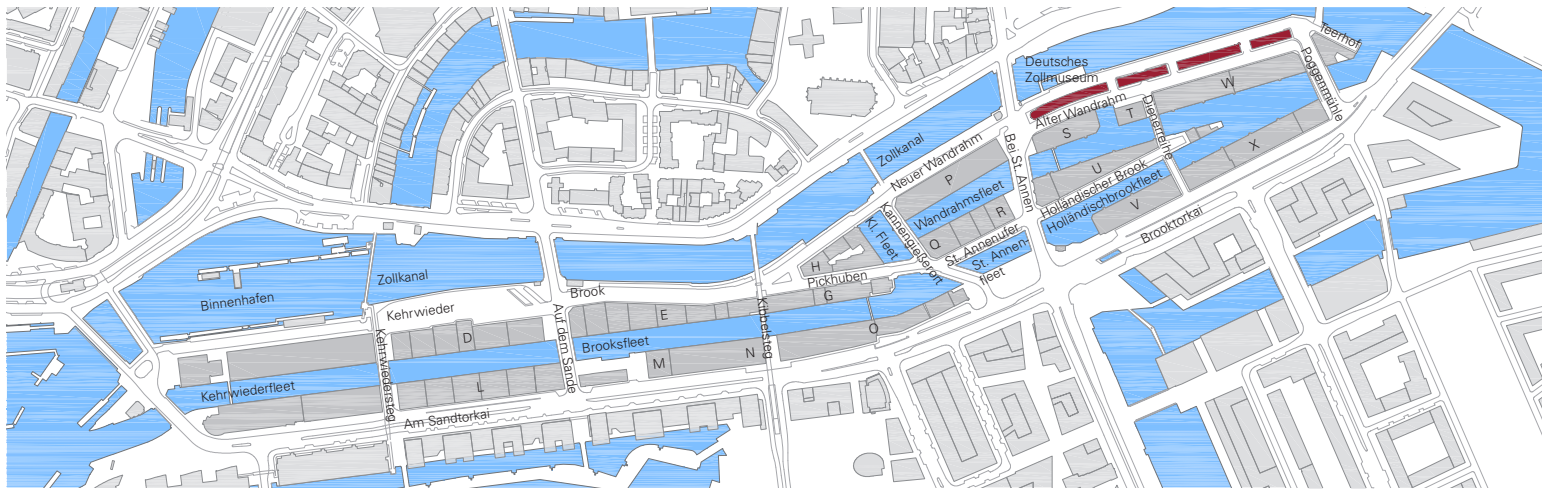 Teerhof
Deutsches
Zollmuseum
Poggenmühle
W
Alter Wandrahm
Dienerreihe
T
S
Zollkanal
Neuer Wandrahm
Bei St. Annen
X
U
P
Holländischer Brook
Wandrahmsfleet
Holländischbrookfleet
V
Kannengießerort
R
Kl. Fleet
Brooktorkai
Q
St. Annenufer
St. Annen-
fleet
H
Pickhuben
Zollkanal
Binnenhafen
Brook
G
Kehrwieder
E
Kibbelsteg
Auf dem Sande
D
O
Brooksfleet
Kehrwiedersteg
N
M
Kehrwiederfleet
L
Am Sandtorkai